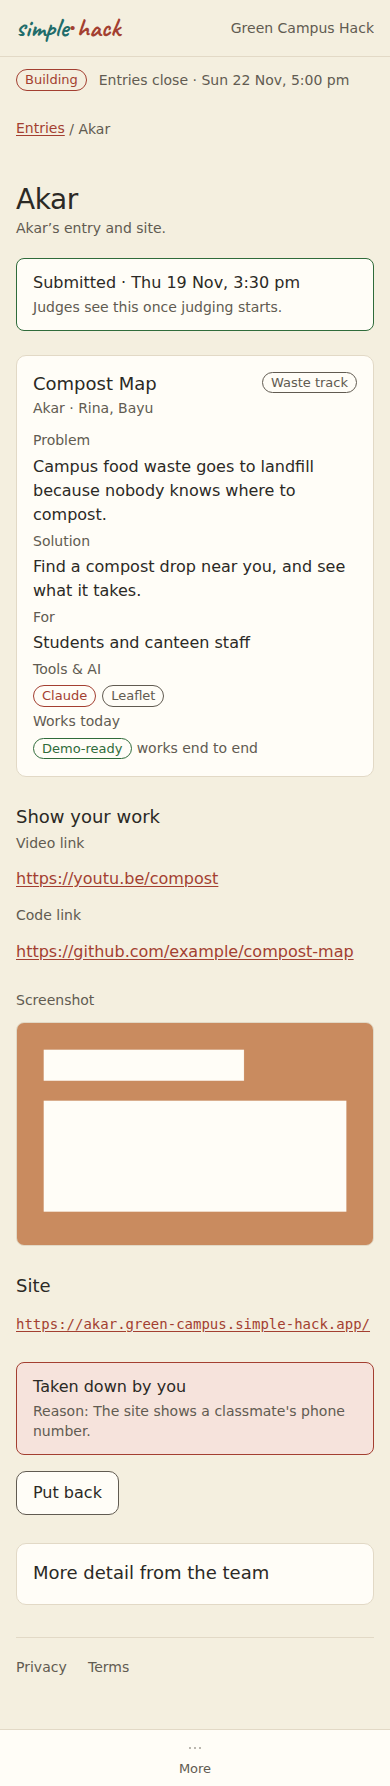 simple·hack
Green Campus Hack
Building
Entries close · Sun 22 Nov, 5:00 pm
Entries / Akar
Akar
Akar’s entry and site.
Submitted · Thu 19 Nov, 3:30 pm
Judges see this once judging starts.
Compost Map
Waste track
Akar · Rina, Bayu
Problem
Campus food waste goes to landfill
because nobody knows where to
compost.
Solution
Find a compost drop near you, and see
what it takes.
For
Students and canteen staff
Tools & AI
Claude Leaflet
Works today
Demo-ready works end to end
Show your work
Video link
https://youtu.be/compost
Code link
https://github.com/example/compost-map
Screenshot
Site
https://akar.green-campus.simple-hack.app/
Taken down by you
Reason: The site shows a classmate's phone
number.
Put back
More detail from the team
Privacy Terms
...
More